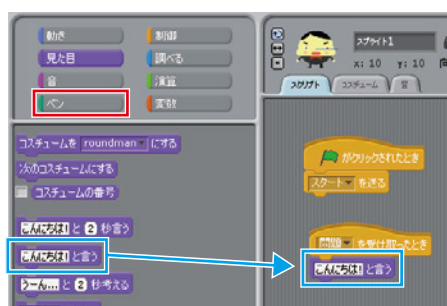 動き
制御
見た目
調べる
音
演算
ペン
変数
スプライト1
x: 10 y: 10
スクリプト
コスチューム
音
コスチュームを roundman にする
次のコスチュームにする
コスチュームの番号
こんにちは! と 2 秒言う
こんにちは! と言う
うーん... と 2 秒考える
がクリックされたとき
スタート を送る
開始 を受け取ったとき
こんにちは! と言う